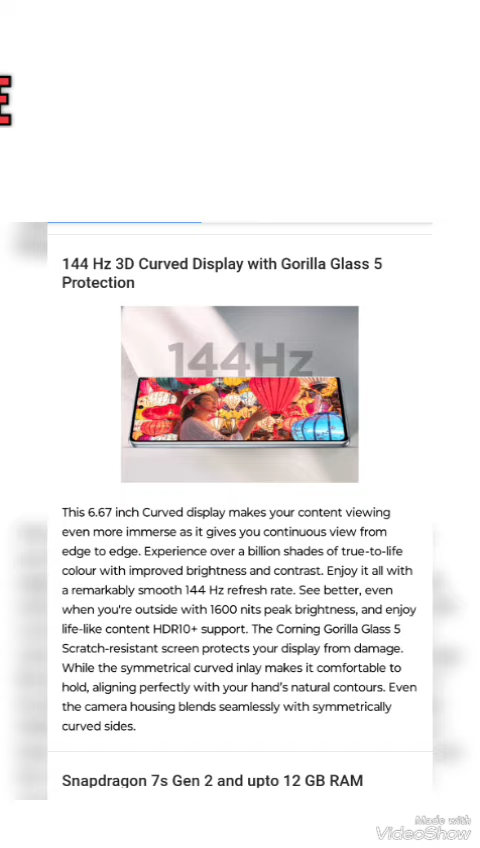 E
144 Hz 3D Curved Display with Gorilla Glass 5
Protection
144Hz
This 6.67 inch Curved display makes your content viewing
even more immerse as it gives you continuous view from
edge to edge. Experience over a billion shades of true-to-life
colour with improved brightness and contrast. Enjoy it all with
a remarkably smooth 144 Hz refresh rate. See better, even
when you're outside with 1600 nits peak brightness, and enjoy
life-like content HDR10+ support. The Corning Gorilla Glass 5
Scratch-resistant screen protects your display from damage.
While the symmetrical curved inlay makes it comfortable to
hold, aligning perfectly with your hand's natural contours. Even
the camera housing blends seamlessly with symmetrically
curved sides.
Snapdragon 7s Gen 2 and upto 12 GB RAM
Made with
VideoShow